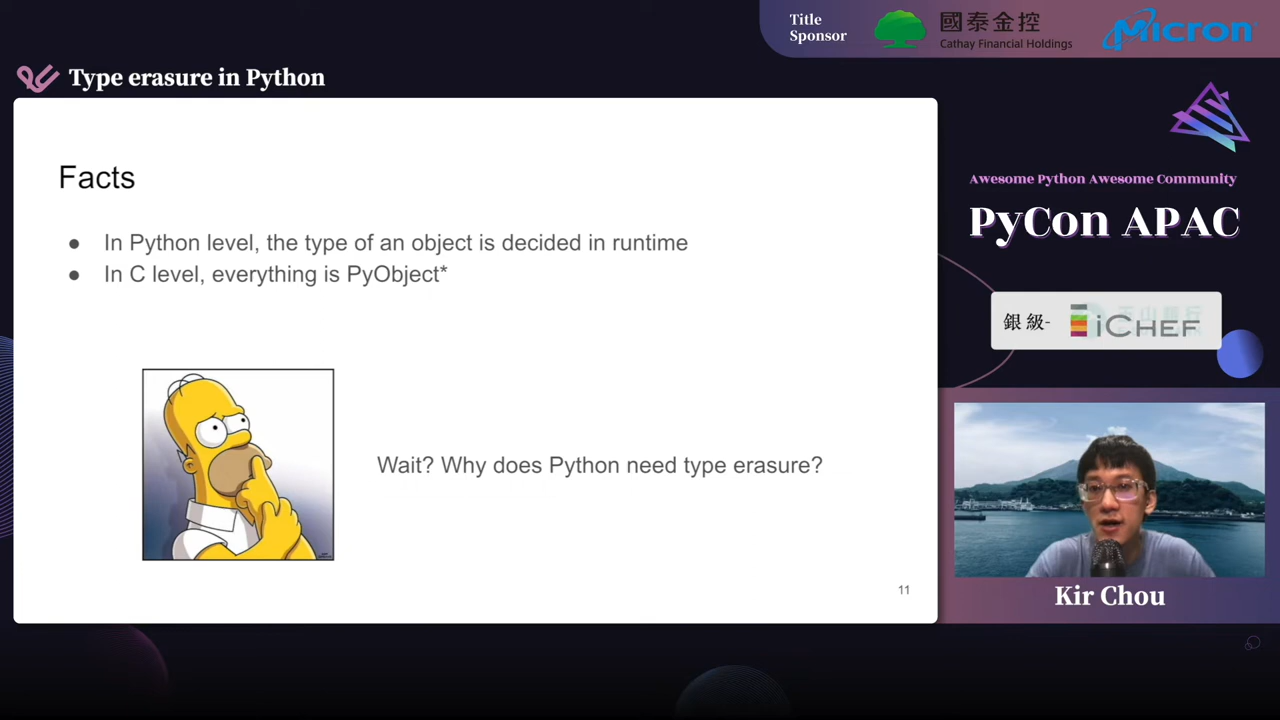 Title
Sponsor
國泰金控
Cathay Financial Holdings
Micron
Type erasure in Python
Facts
● In Python level, the type of an object is decided in runtime
● In C level, everything is PyObject*
Wait? Why does Python need type erasure?
11
Awesome Python Awesome Community
PyCon APAC
銀級-
iCHEF
Kir Chou